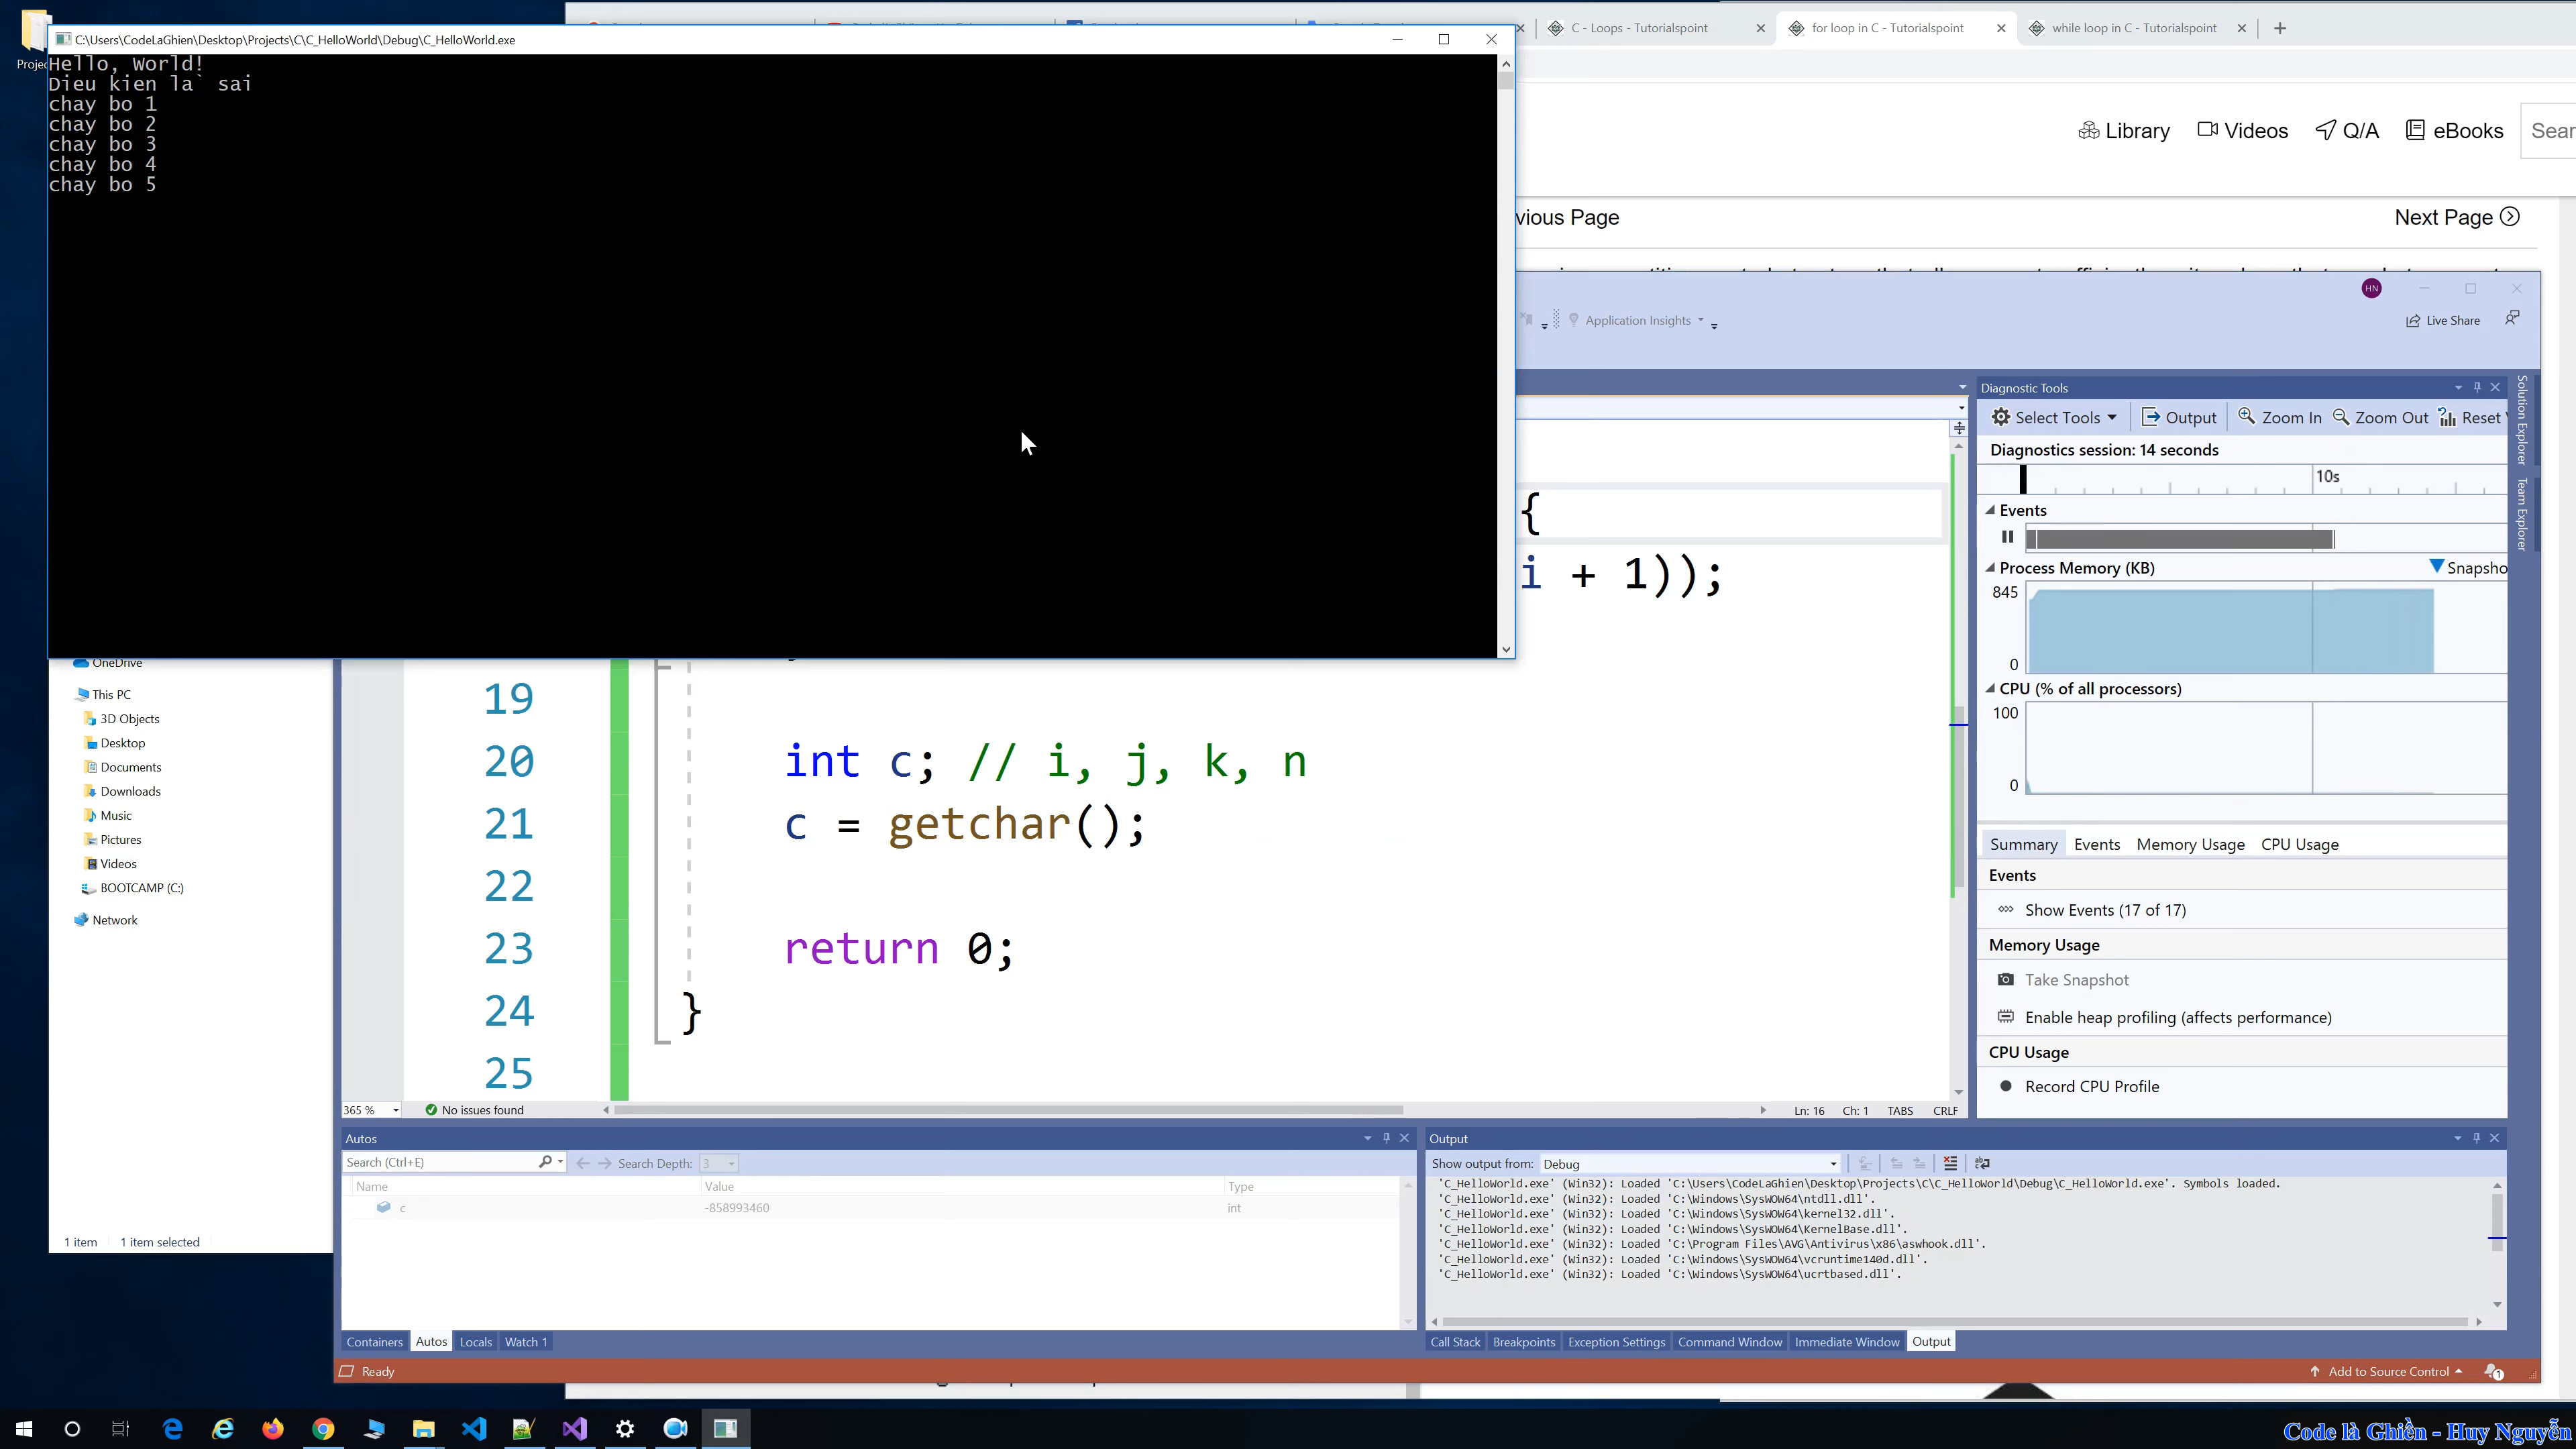 C:\Users\CodeLaGhien\Desktop\Projects\C\C_HelloWorld\Debug\C_HelloWorld.exe
Hello, World!
Dieu kien la` sai
chay bo 1
chay bo 2
chay bo 3
chay bo 4
chay bo 5
C - Loops - Tutorialspoint
for loop in C - Tutorialspoint
while loop in C - Tutorialspoint
Library
Videos
Q/A
eBooks
vious Page
Next Page
HN
Application Insights
Live Share
{
i + 1));
19
20 int c; // i, j, k, n
21 c = getchar();
22
23 return 0;
24 }
25
365 %
No issues found
Ln: 16 Ch: 1 TABS CRLF
Diagnostic Tools
Select Tools
Output
Zoom In
Zoom Out
Reset
Diagnostics session: 14 seconds
10s
Events
Process Memory (KB)
845
0
CPU (% of all processors)
100
0
Summary
Events
Memory Usage
CPU Usage
Events
Show Events (17 of 17)
Memory Usage
Take Snapshot
Enable heap profiling (affects performance)
CPU Usage
Record CPU Profile
Solution Explorer
Team Explorer
OneDrive
This PC
3D Objects
Desktop
Documents
Downloads
Music
Pictures
Videos
BOOTCAMP (C:)
Network
1 item
1 item selected
Autos
Search (Ctrl+E)
Search Depth: 3
Name Value Type
c -858993460 int
Containers
Autos
Locals
Watch 1
Output
Show output from: Debug
'C_HelloWorld.exe' (Win32): Loaded 'C:\Users\CodeLaGhien\Desktop\Projects\C\C_HelloWorld\Debug\C_HelloWorld.exe'. Symbols loaded.
'C_HelloWorld.exe' (Win32): Loaded 'C:\Windows\SysWOW64\ntdll.dll'.
'C_HelloWorld.exe' (Win32): Loaded 'C:\Windows\SysWOW64\kernel32.dll'.
'C_HelloWorld.exe' (Win32): Loaded 'C:\Windows\SysWOW64\KernelBase.dll'.
'C_HelloWorld.exe' (Win32): Loaded 'C:\Program Files\AVG\Antivirus\x86\aswhook.dll'.
'C_HelloWorld.exe' (Win32): Loaded 'C:\Windows\SysWOW64\vcruntime140d.dll'.
'C_HelloWorld.exe' (Win32): Loaded 'C:\Windows\SysWOW64\ucrtbased.dll'.
Call Stack
Breakpoints
Exception Settings
Command Window
Immediate Window
Output
Ready
Add to Source Control
1
Code là Ghiền - Huy Nguyễn